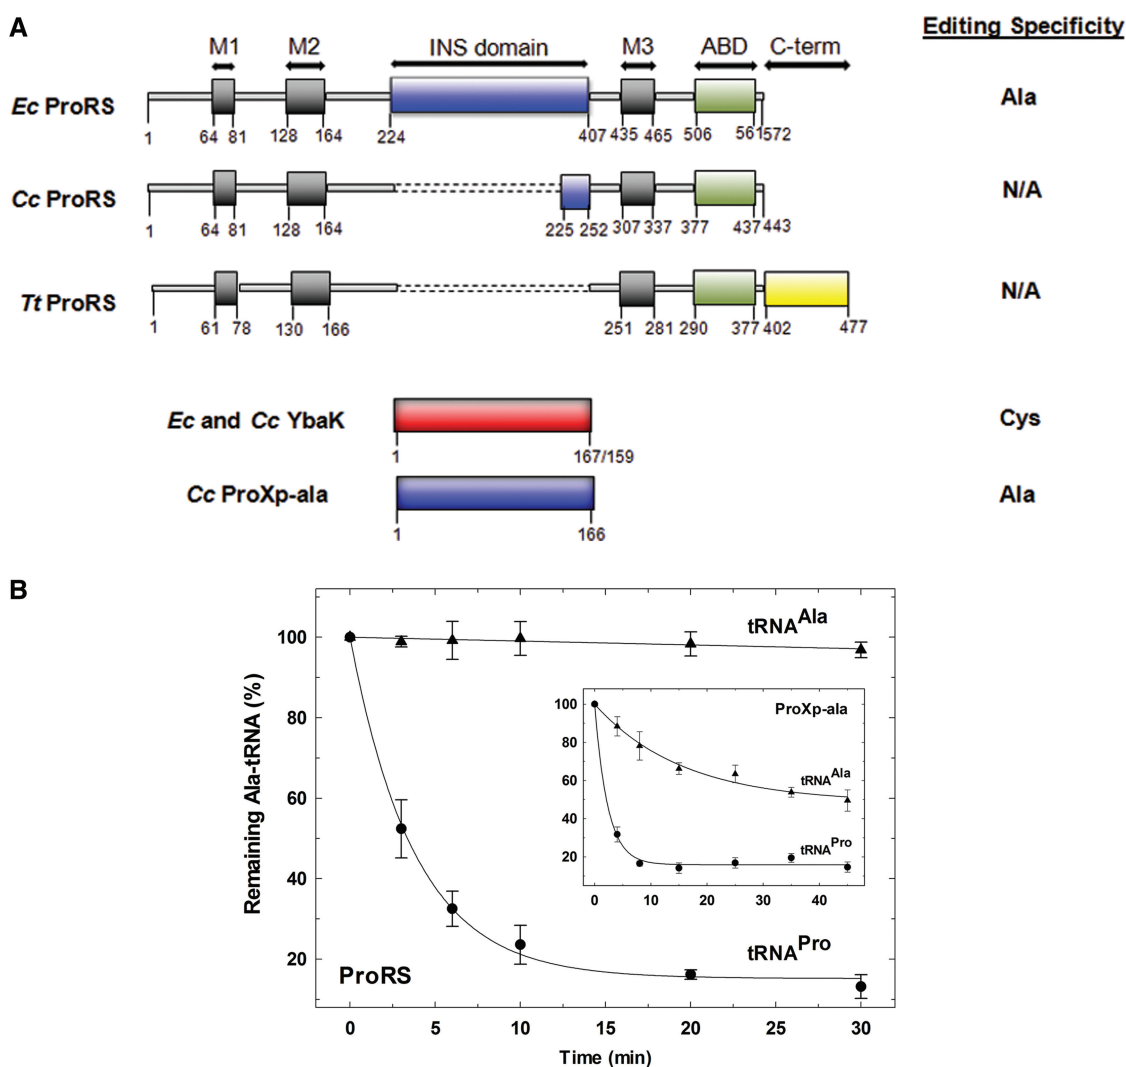 A
Editing Specificity
M1 M2 INS domain M3 ABD C-term
Ec ProRS
Ala
1 64 81 128 164 224 407 435 465 506 561 572
Cc ProRS
N/A
1 64 81 128 164 225 252 307 337 377 437 443
Tt ProRS
N/A
1 61 78 130 166 251 281 290 377 402 477
Ec and Cc YbaK
Cys
1 167/159
Cc ProXp-ala
Ala
1 166
B
Remaining Ala-tRNA (%)
100
80
60
40
20
tRNAAla
tRNAPro
ProRS
0 5 10 15 20 25 30
Time (min)
ProXp-ala
100
80
60
40
20
tRNAAla
tRNAPro
0 10 20 30 40